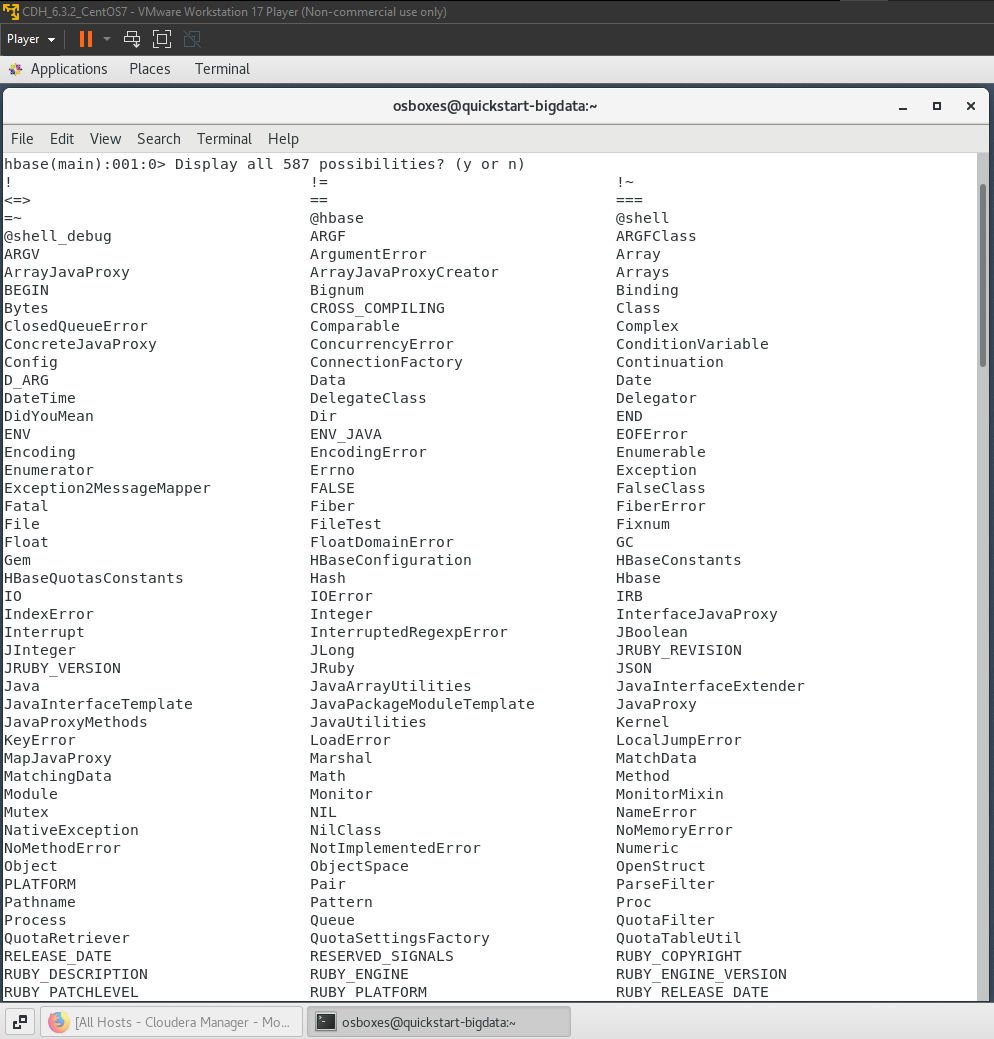 CDH_6.3.2_CentOS7 - VMware Workstation 17 Player (Non-commercial use only)
Player
Applications Places Terminal
osboxes@quickstart-bigdata:~
File Edit View Search Terminal Help
hbase(main):001:0> Display all 587 possibilities? (y or n)
! != !~
<=> == ===
=~ @hbase @shell
@shell_debug ARGF ARGFClass
ARGV ArgumentError Array
ArrayJavaProxy ArrayJavaProxyCreator Arrays
BEGIN Bignum Binding
Bytes CROSS_COMPILING Class
ClosedQueueError Comparable Complex
ConcreteJavaProxy ConcurrencyError ConditionVariable
Config ConnectionFactory Continuation
D_ARG Data Date
DateTime DelegateClass Delegator
DidYouMean Dir END
ENV ENV_JAVA EOFError
Encoding EncodingError Enumerable
Enumerator Errno Exception
Exception2MessageMapper FALSE FalseClass
Fatal Fiber FiberError
File FileTest Fixnum
Float FloatDomainError GC
Gem HBaseConfiguration HBaseConstants
HBaseQuotasConstants Hash Hbase
IO IOError IRB
IndexError Integer InterfaceJavaProxy
Interrupt InterruptedRegexpError JBoolean
JInteger JLong JRUBY_REVISION
JRUBY_VERSION JRuby JSON
Java JavaArrayUtilities JavaInterfaceExtender
JavaInterfaceTemplate JavaPackageModuleTemplate JavaProxy
JavaProxyMethods JavaUtilities Kernel
KeyError LoadError LocalJumpError
MapJavaProxy Marshal MatchData
MatchingData Math Method
Module Monitor MonitorMixin
Mutex NIL NameError
NativeException NilClass NoMemoryError
NoMethodError NotImplementedError Numeric
Object ObjectSpace OpenStruct
PLATFORM Pair ParseFilter
Pathname Pattern Proc
Process Queue QuotaFilter
QuotaRetriever QuotaSettingsFactory QuotaTableUtil
RELEASE_DATE RESERVED_SIGNALS RUBY_COPYRIGHT
RUBY_DESCRIPTION RUBY_ENGINE RUBY_ENGINE_VERSION
RUBY_PATCHLEVEL RUBY_PLATFORM RUBY_RELEASE_DATE
[All Hosts - Cloudera Manager - Mo... osboxes@quickstart-bigdata:~